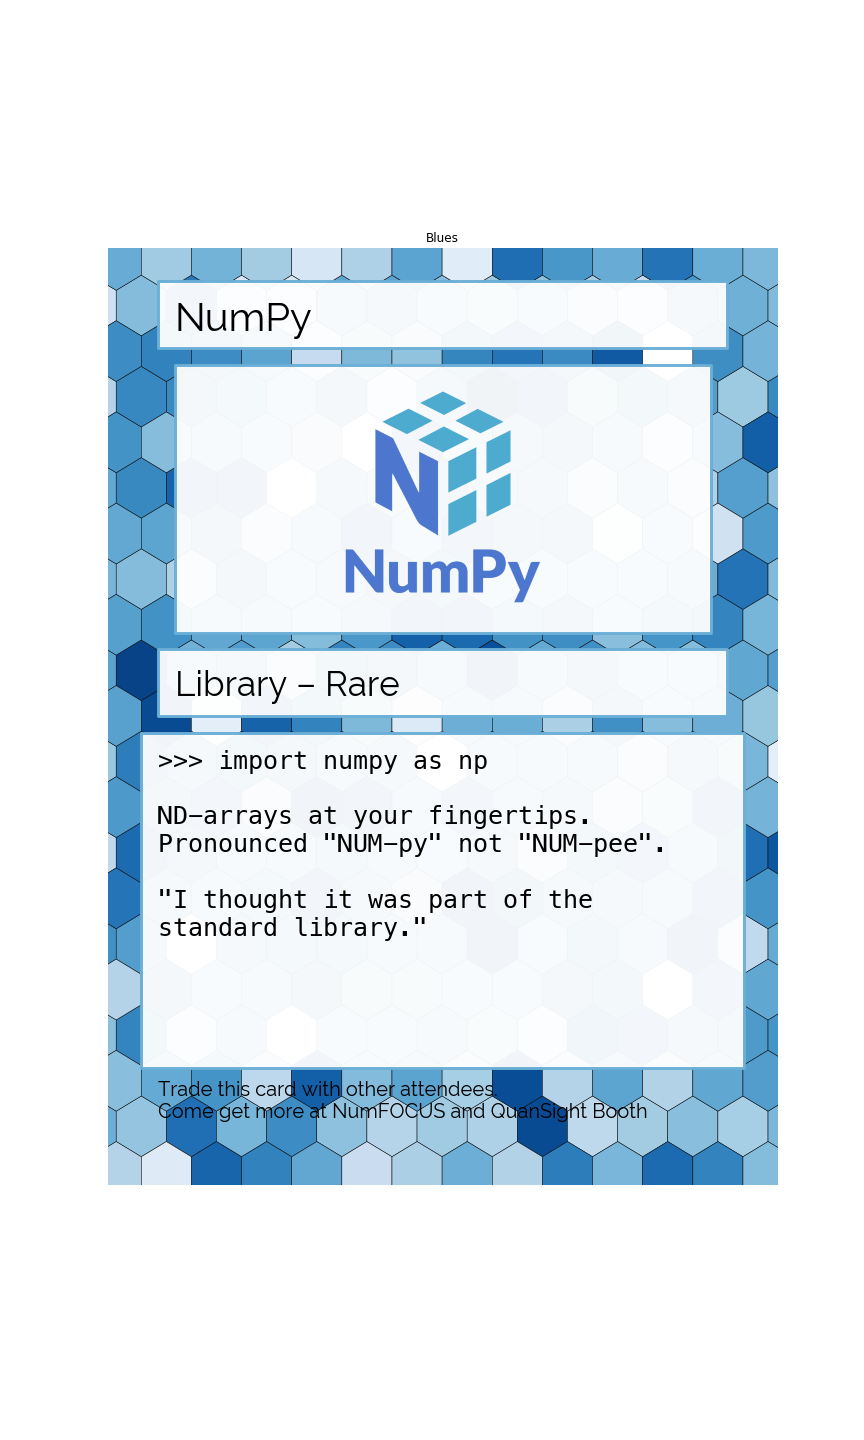 Blues
NumPy
NumPy
Library – Rare
>>> import numpy as np
ND-arrays at your fingertips.
Pronounced "NUM-py" not "NUM-pee".
"I thought it was part of the
standard library."
Trade this card with other attendees.
Come get more at NumFOCUS and QuanSight Booth